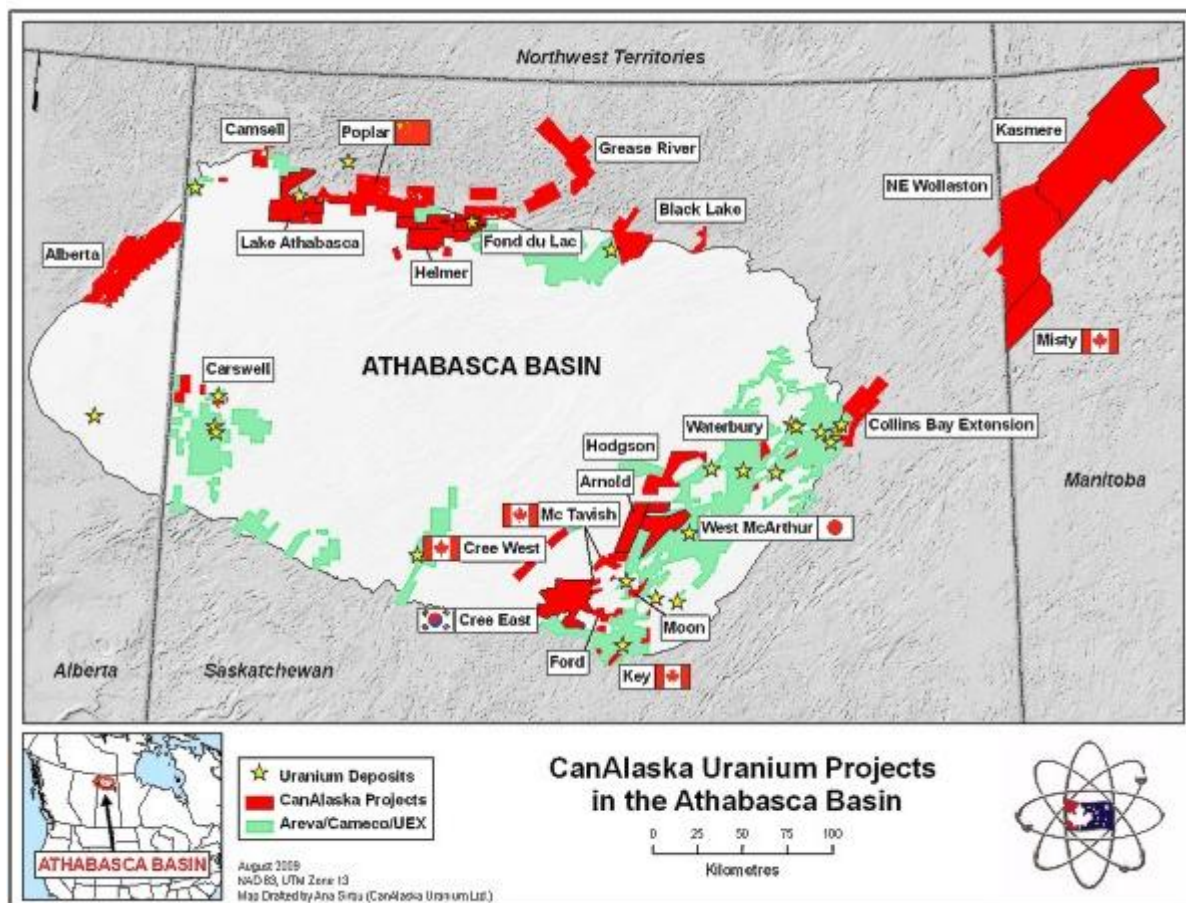 Northwest Territories
Camsell
Poplar
Grease River
Kasmere
NE Wollaston
Black Lake
Lake Athabasca
Fond du Lac
Alberta
Helmer
ATHABASCA BASIN
Misty
Carswell
Waterbury
Collins Bay Extension
Hodgson
Arnold
Manitoba
Mc Tavish
West McArthur
Cree West
Cree East
Moon
Ford
Key
Alberta
Saskatchewan
Uranium Deposits
CanAlaska Projects
Areva/Cameco/UEX
CanAlaska Uranium Projects
in the Athabasca Basin
0 25 50 75 100
Kilometres
ATHABASCA BASIN
August 2009
NAD 83, UTM Zone 13
Map Drafted by Ana (CanAlaska Uranium Ltd.)